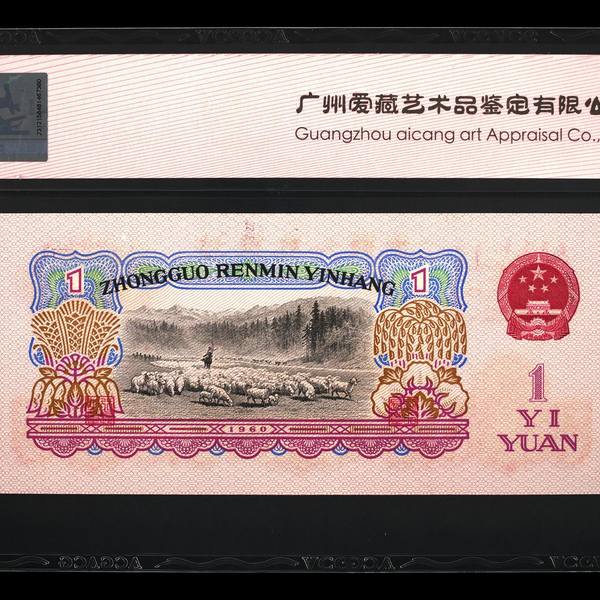 广州爱藏艺术品鉴定有限
Guangzhou aicang art Appraisal Co.,
1 ZHONGGUO RENMIN YINHANG 1
1960
1
YI
YUAN